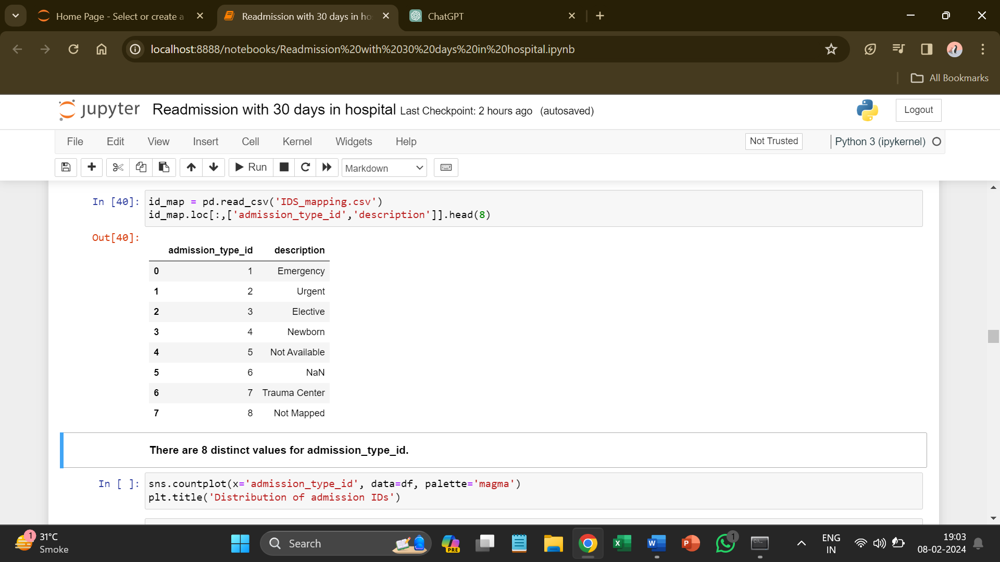 Home Page - Select or create a
Readmission with 30 days in ho
ChatGPT
localhost:8888/notebooks/Readmission%20with%2030%20days%20in%20hospital.ipynb
All Bookmarks
jupyter Readmission with 30 days in hospital Last Checkpoint: 2 hours ago (autosaved)
Logout
File Edit View Insert Cell Kernel Widgets Help
Not Trusted
Python 3 (ipykernel)
Run
Markdown
In [40]: id_map = pd.read_csv('IDS_mapping.csv')
id_map.loc[:,['admission_type_id','description']].head(8)
Out[40]:
admission_type_id description
0 1 Emergency
1 2 Urgent
2 3 Elective
3 4 Newborn
4 5 Not Available
5 6 NaN
6 7 Trauma Center
7 8 Not Mapped
There are 8 distinct values for admission_type_id.
In [ ]: sns.countplot(x='admission_type_id', data=df, palette='magma')
plt.title('Distribution of admission IDs')
1
31°C
Smoke
Search
PRE
X
W
P
1
ENG
IN
19:03
08-02-2024